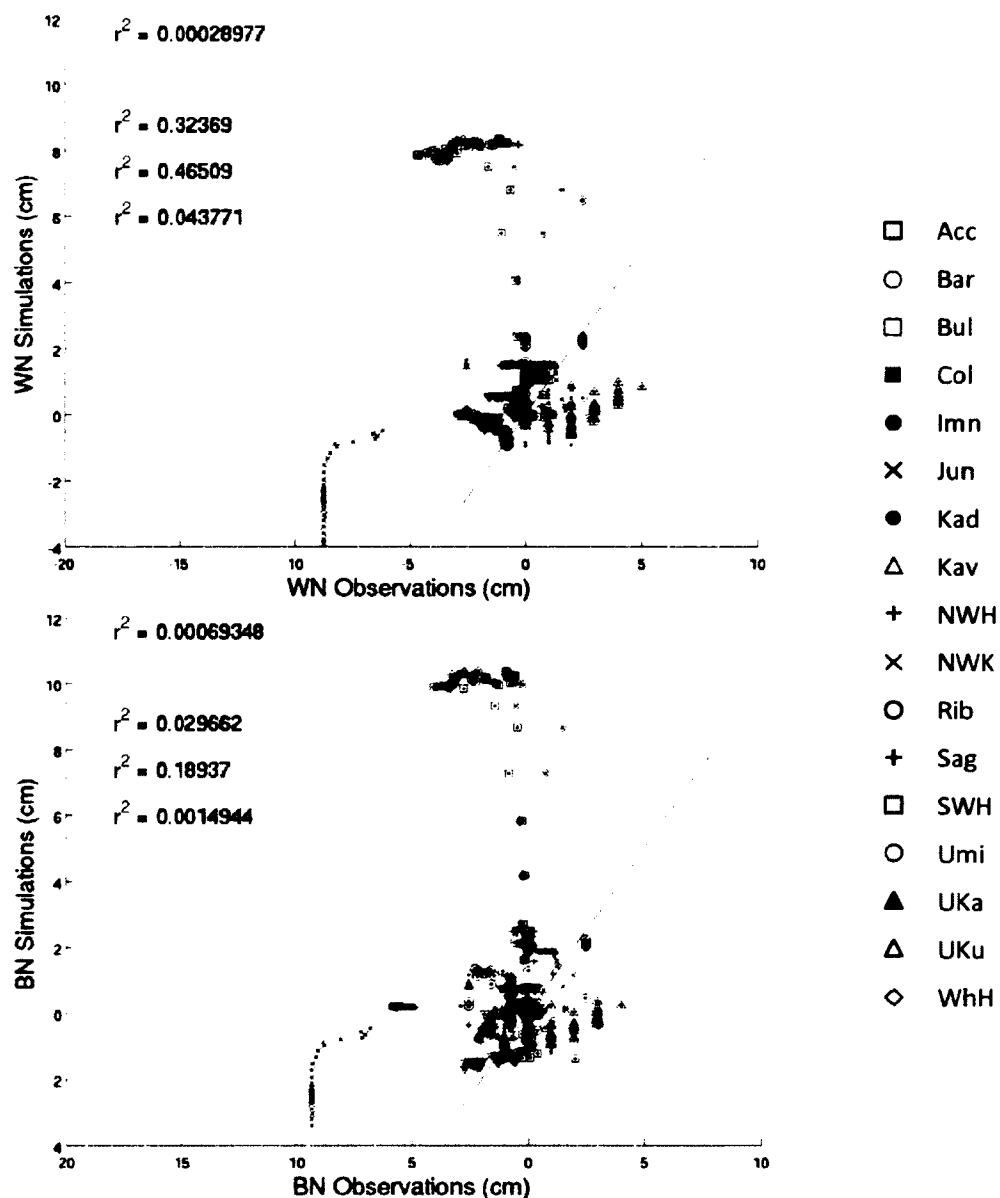 12
r² = 0.00028977
10
r² = 0.32369
8
r² = 0.46509
6
r² = 0.043771
4
2
0
-2
-4
20 15 10 5 0 5 10
WN Simulations (cm)
WN Observations (cm)
12
r² = 0.00069348
10
r² = 0.029662
8
r² = 0.18937
6
r² = 0.0014944
4
2
0
2
4
20 15 10 5 0 5 10
BN Simulations (cm)
BN Observations (cm)
Acc
Bar
Bul
Col
Imn
Jun
Kad
Kav
NWH
NWK
Rib
Sag
SWH
Umi
UKa
UKu
WhH